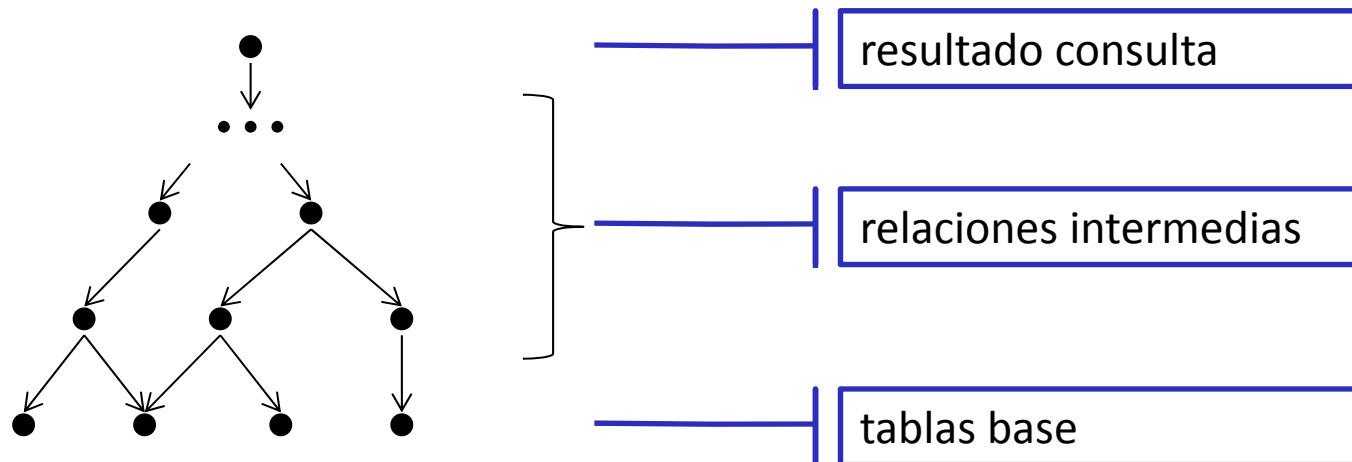 resultado consulta
relaciones intermedias
tablas base